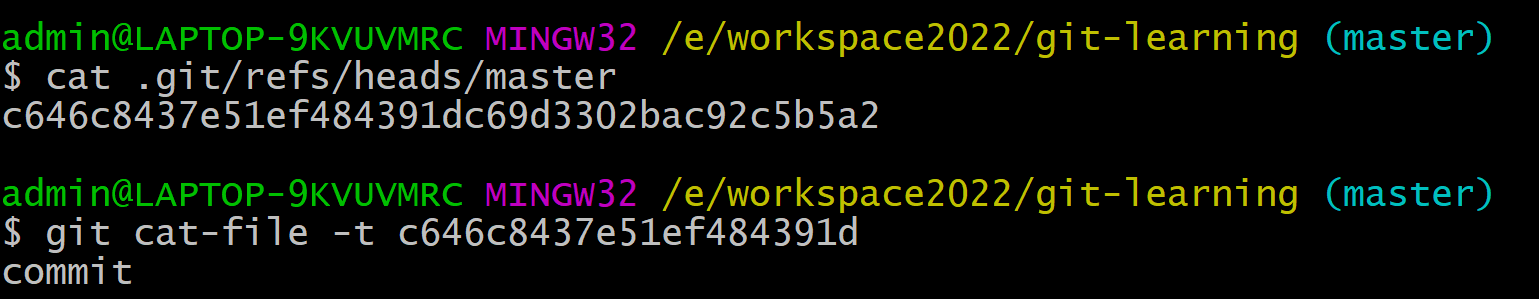 admin@LAPTOP-9KVUVMRC MINGW32 /e/workspace2022/git-learning (master)
$ cat .git/refs/heads/master
c646c8437e51ef484391dc69d3302bac92c5b5a2
admin@LAPTOP-9KVUVMRC MINGW32 /e/workspace2022/git-learning (master)
$ git cat-file -t c646c8437e51ef484391d
commit